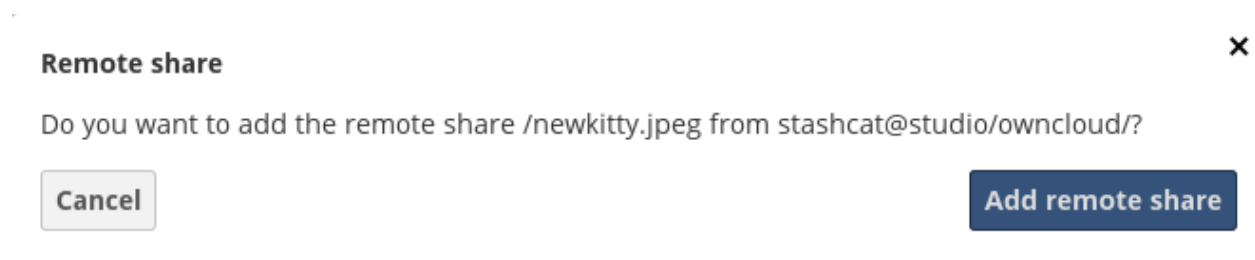 Remote share
Do you want to add the remote share /newkitty.jpeg from stashcat@studio/owncloud/?
Cancel
Add remote share